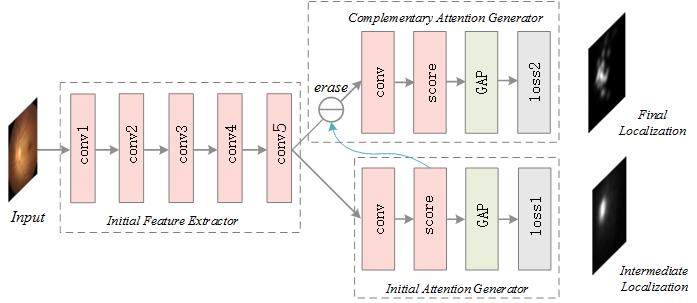 Complementary Attention Generator
erase
conv
score
GAP
loss2
Final
Localization
conv1
conv2
conv3
conv4
conv5
Input
Initial Feature Extractor
conv
score
GAP
loss1
Initial Attention Generator
Intermediate
Localization